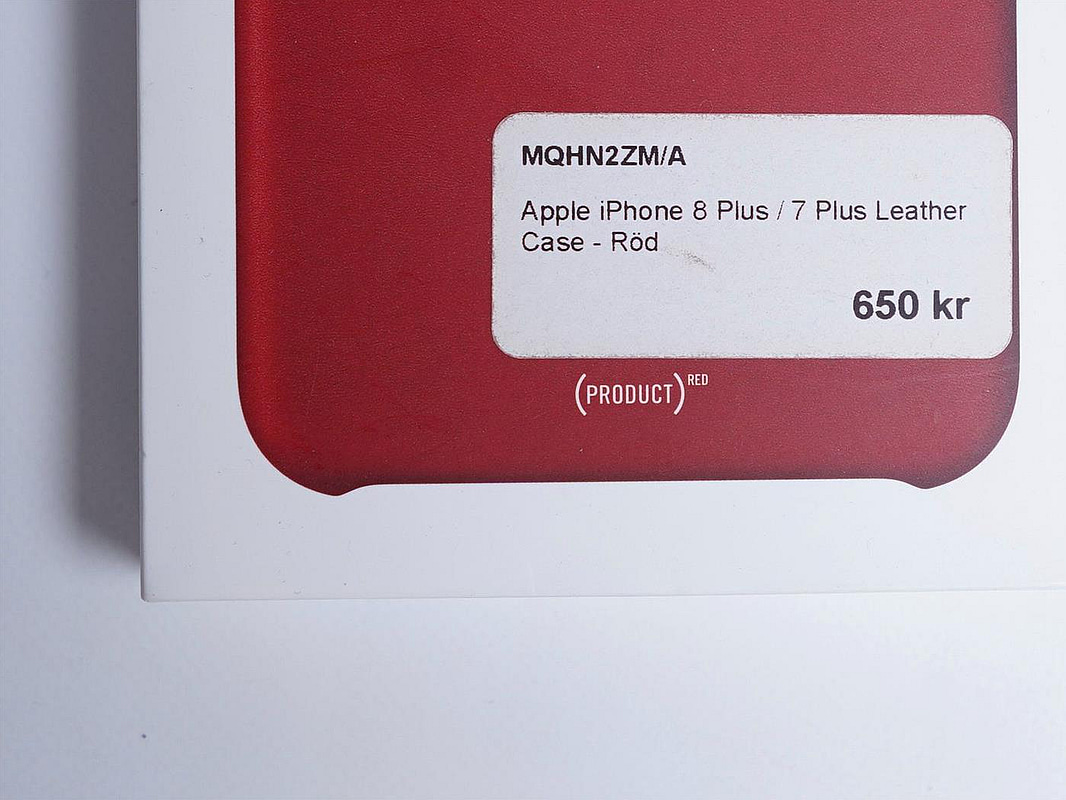 MQHN2ZM/A
Apple iPhone 8 Plus / 7 Plus Leather
Case - Röd
650 kr
(PRODUCT)RED